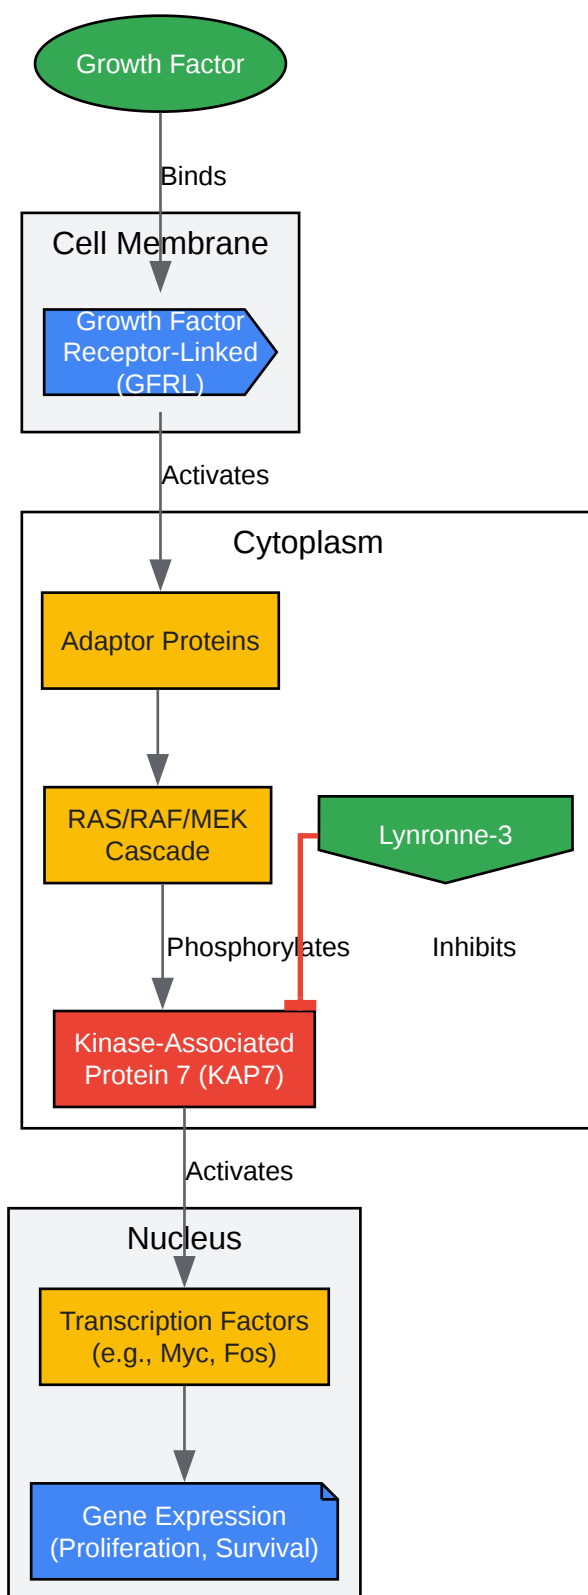 Growth Factor
Binds
Cell Membrane
Growth Factor
Receptor-Linked
(GFRL)
Activates
Cytoplasm
Adaptor Proteins
RAS/RAF/MEK
Cascade
Lynronne-3
Phosphorylates
Inhibits
Kinase-Associated
Protein 7 (KAP7)
Activates
Nucleus
Transcription Factors
(e.g., Myc, Fos)
Gene Expression
(Proliferation, Survival)